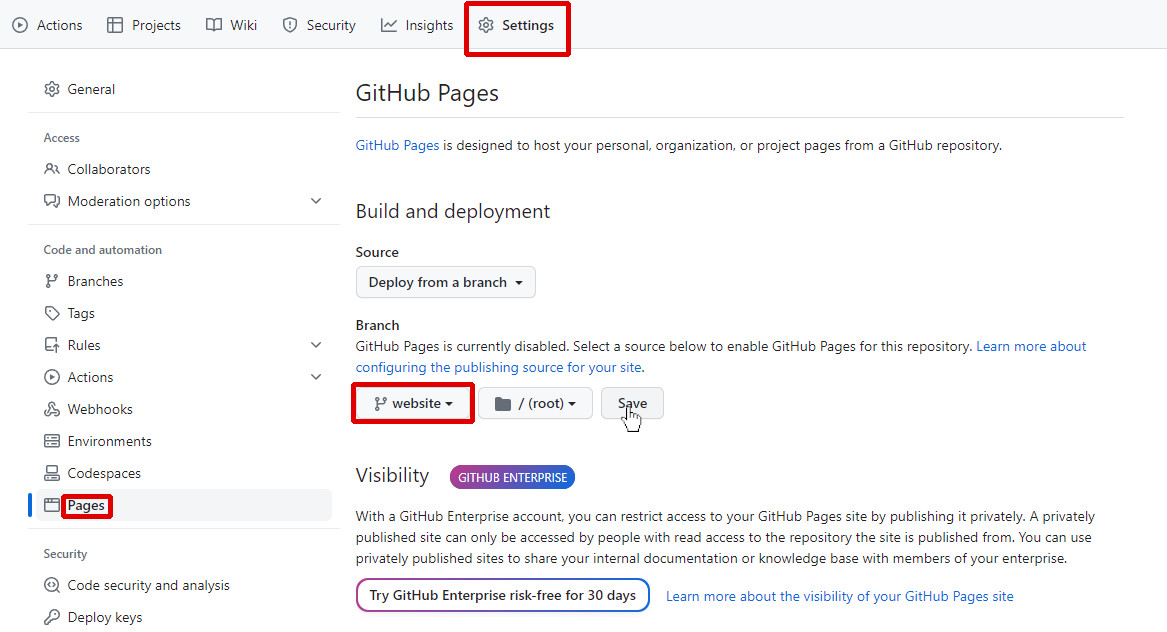 Actions Projects Wiki Security Insights Settings
General
Access
Collaborators
Moderation options
Code and automation
Branches
Tags
Rules
Actions
Webhooks
Environments
Codespaces
Pages
Security
Code security and analysis
Deploy keys
GitHub Pages
GitHub Pages is designed to host your personal, organization, or project pages from a GitHub repository.
Build and deployment
Source
Deploy from a branch
Branch
GitHub Pages is currently disabled. Select a source below to enable GitHub Pages for this repository. Learn more about
configuring the publishing source for your site.
website / (root) Save
Visibility GITHUB ENTERPRISE
With a GitHub Enterprise account, you can restrict access to your GitHub Pages site by publishing it privately. A privately
published site can only be accessed by people with read access to the repository the site is published from. You can use
privately published sites to share your internal documentation or knowledge base with members of your enterprise.
Try GitHub Enterprise risk-free for 30 days Learn more about the visibility of your GitHub Pages site